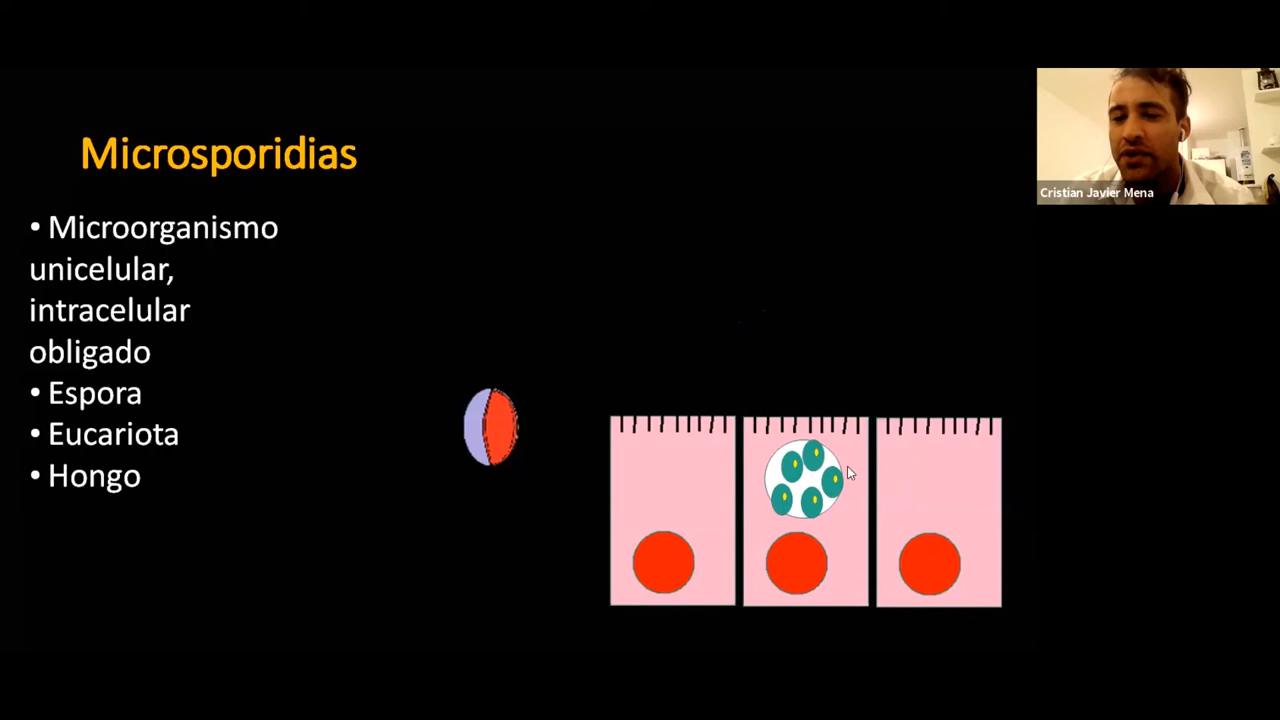 Microsporidias
• Microorganismo
unicelular,
intracelular
obligado
• Espora
• Eucariota
• Hongo
Cristian Javier Mena